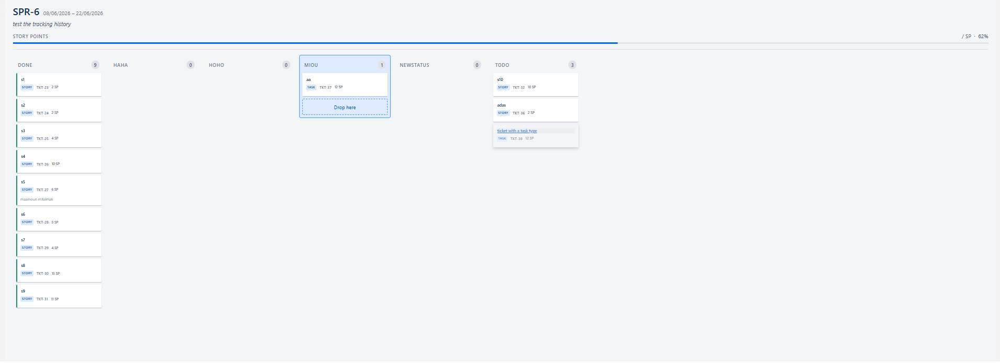 SPR-6 08/06/2026 – 22/06/2026
test the tracking history
STORY POINTS
/ SP · 62%
DONE 9
s1
STORY TKT-23 2 SP
s2
STORY TKT-24 2 SP
s3
STORY TKT-25 4 SP
s4
STORY TKT-26 10 SP
s5
STORY TKT-27 6 SP
maamoun m3almak
s6
STORY TKT-28 5 SP
s7
STORY TKT-29 4 SP
s8
STORY TKT-30 15 SP
s9
STORY TKT-31 11 SP
HAHA 0
HOHO 0
MIOU 1
aa
TASK TKT-37 12 SP
Drop here
NEWSTATUS 0
TODO 3
s10
STORY TKT-32 10 SP
adas
STORY TKT-36 2 SP
ticket with a task type
TASK TKT-38 12 SP